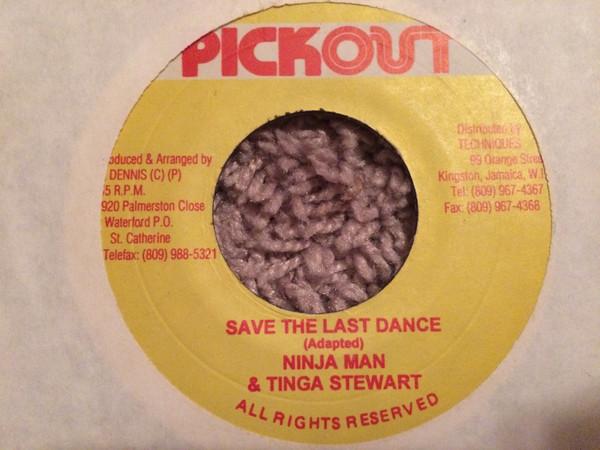 PICKOUT
oduced & Arranged by
DENNIS (C) (P)
5 R.P.M.
920 Palmerston Close
Waterford P.O.
St. Catherine
Telefax: (809) 988-5321
Distributed by
TECHNIQUES
99 Orange Stree
Kingston, Jamaica, W.I.
Tel: (809) 967-4367
Fax: (809) 967-4368
SAVE THE LAST DANCE
(Adapted)
NINJA MAN
& TINGA STEWART
ALL RIGHTS RESERVED